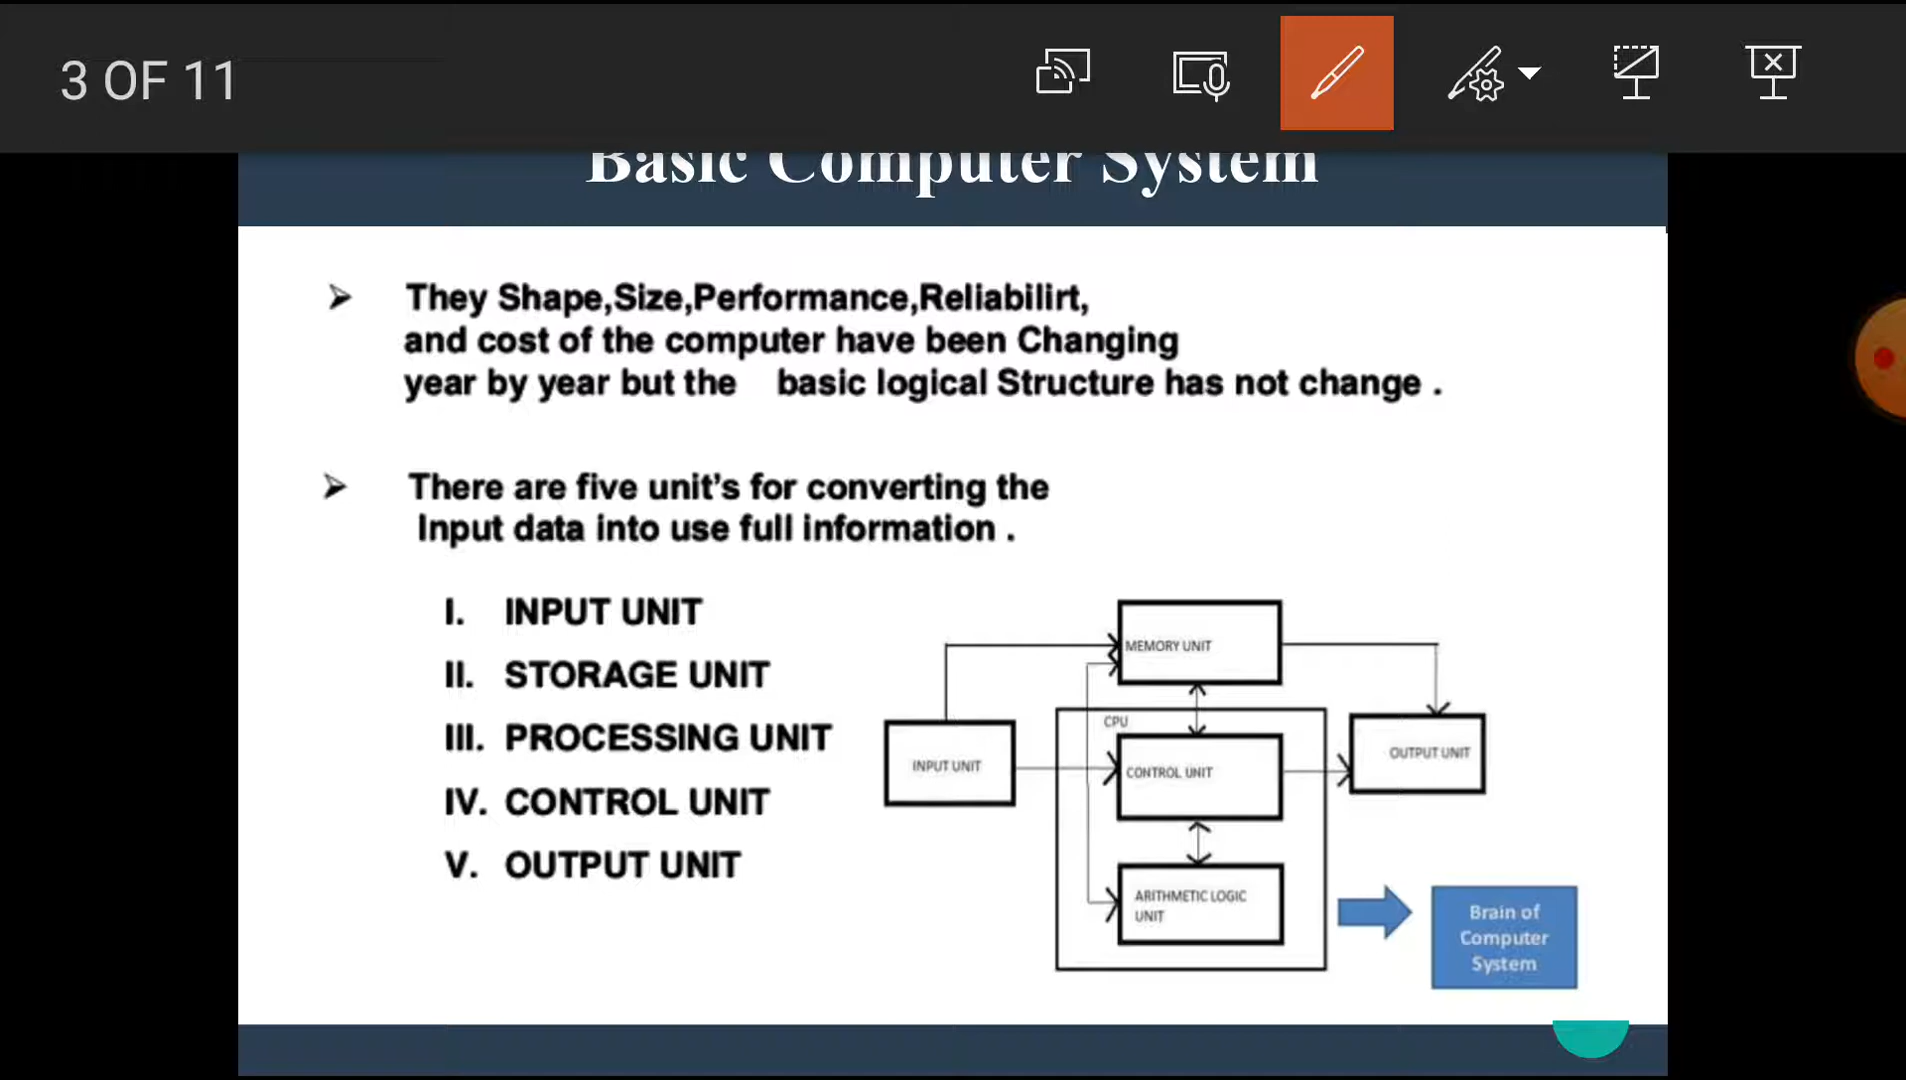 3 OF 11
Basic Computer System
They Shape,Size,Performance,Reliabilirt,
and cost of the computer have been Changing
year by year but the basic logical Structure has not change .
There are five unit's for converting the
Input data into use full information .
I. INPUT UNIT
II. STORAGE UNIT
III. PROCESSING UNIT
IV. CONTROL UNIT
V. OUTPUT UNIT
MEMORY UNIT
CPU
INPUT UNIT
CONTROL UNIT
OUTPUT UNIT
ARITHMETIC LOGIC
UNIT
Brain of
Computer
System